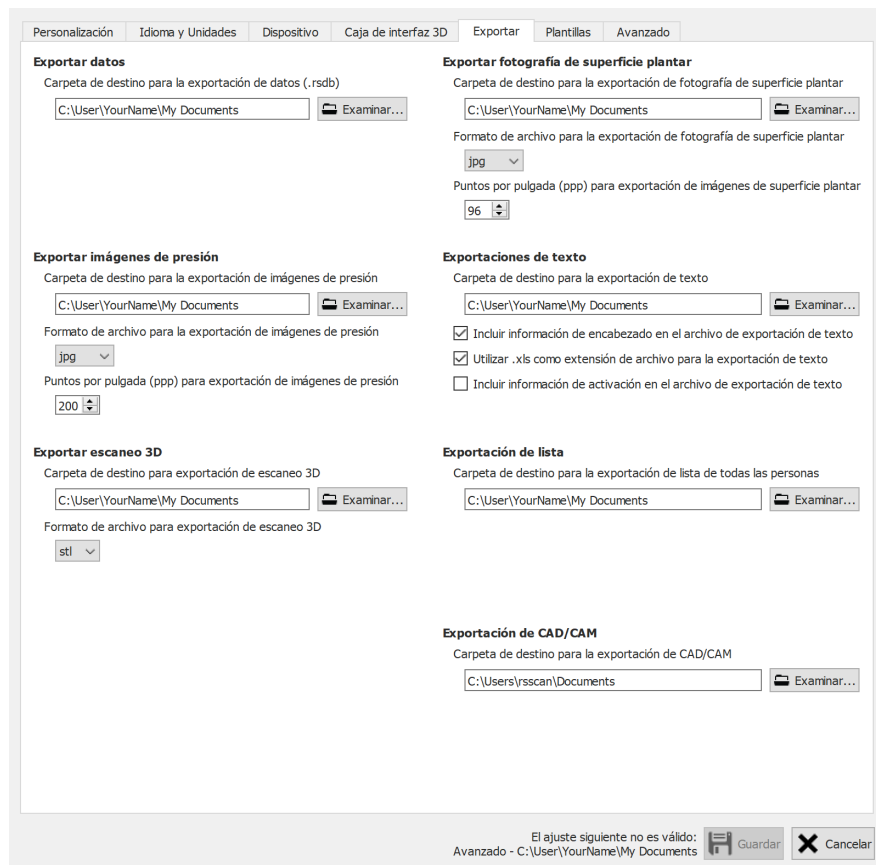 Personalización
Idioma y Unidades
Dispositivo
Caja de interfaz 3D
Exportar
Plantillas
Avanzado
Exportar datos
Carpeta de destino para la exportación de datos (.rsdb)
C:\User\YourName\My Documents
Examinar...
Exportar imágenes de presión
Carpeta de destino para la exportación de imágenes de presión
C:\User\YourName\My Documents
Examinar...
Formato de archivo para la exportación de imágenes de presión
jpg
Puntos por pulgada (ppp) para exportación de imágenes de presión
200
Exportar escaneo 3D
Carpeta de destino para exportación de escaneo 3D
C:\User\YourName\My Documents
Examinar...
Formato de archivo para exportación de escaneo 3D
stl
Exportar fotografía de superficie plantar
Carpeta de destino para la exportación de fotografía de superficie plantar
C:\User\YourName\My Documents
Examinar...
Formato de archivo para la exportación de fotografía de superficie plantar
jpg
Puntos por pulgada (ppp) para exportación de imágenes de superficie plantar
96
Exportaciones de texto
Carpeta de destino para la exportación de texto
C:\User\YourName\My Documents
Examinar...
Incluir información de encabezado en el archivo de exportación de texto
Utilizar .xls como extensión de archivo para la exportación de texto
Incluir información de activación en el archivo de exportación de texto
Exportación de lista
Carpeta de destino para la exportación de lista de todas las personas
C:\User\YourName\My Documents
Examinar...
Exportación de CAD/CAM
Carpeta de destino para la exportación de CAD/CAM
C:\Users\rsscan\Documents
Examinar...
El ajuste siguiente no es válido:
Avanzado - C:\User\YourName\My Documents
Guardar
Cancelar